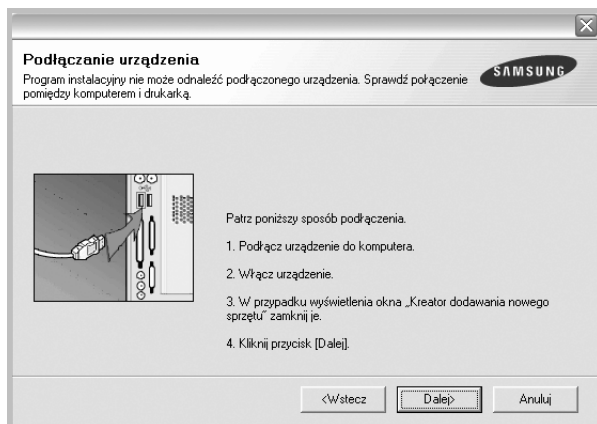 Podłączanie urządzenia
Program instalacyjny nie może odnaleźć podłączonego urządzenia. Sprawdź połączenie
pomiędzy komputerem i drukarką.
SAMSUNG
Patrz poniższy sposób podłączenia.
1. Podłącz urządzenie do komputera.
2. Włącz urządzenie.
3. W przypadku wyświetlenia okna „Kreator dodawania nowego
sprzętu” zamknij je.
4. Kliknij przycisk [Dalej].
<Wstecz
Dalej>
Anuluj